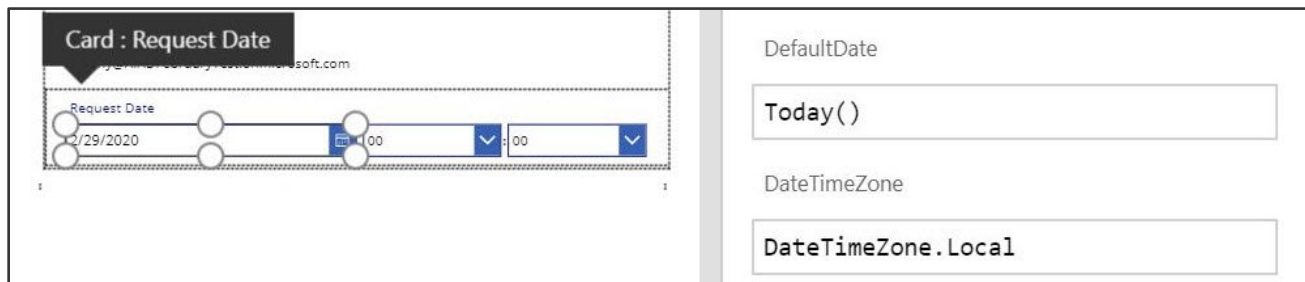 Card : Request Date
Request Date
2/29/2020
00
: 00
DefaultDate
Today()
DateTimeZone
DateTimeZone.Local